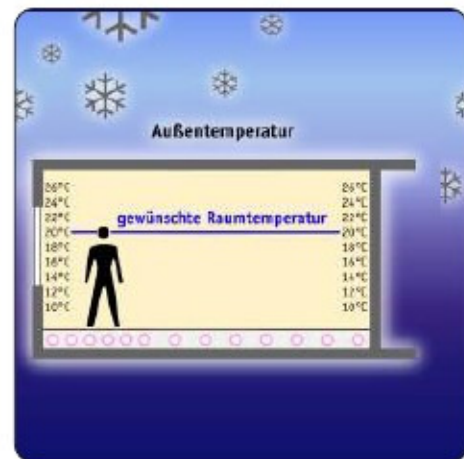 Außentemperatur
26°C 26°C
24°C 24°C
22°C gewünschte Raumtemperatur 22°C
20°C 20°C
18°C 18°C
16°C 16°C
14°C 14°C
12°C 12°C
10°C 10°C